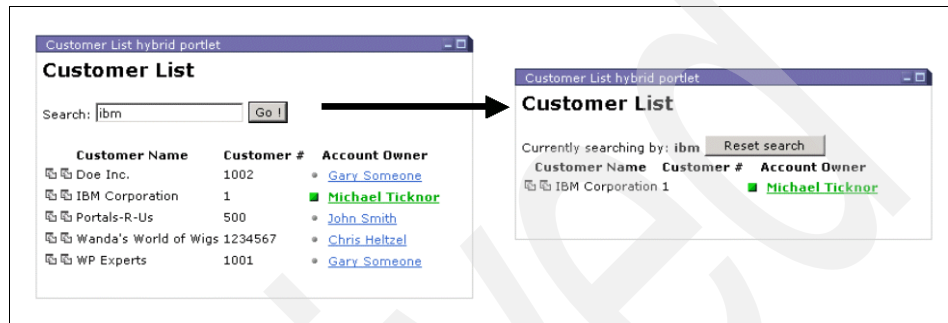 Customer List hybrid portlet
Customer List
Search: ibm Go !
Customer Name Customer # Account Owner
Doe Inc. 1002 Gary Someone
IBM Corporation 1 Michael Ticknor
Portals-R-Us 500 John Smith
Wanda's World of Wigs 1234567 Chris Heltzel
WP Experts 1001 Gary Someone
Customer List hybrid portlet
Customer List
Currently searching by: ibm Reset search
Customer Name Customer # Account Owner
IBM Corporation 1 Michael Ticknor